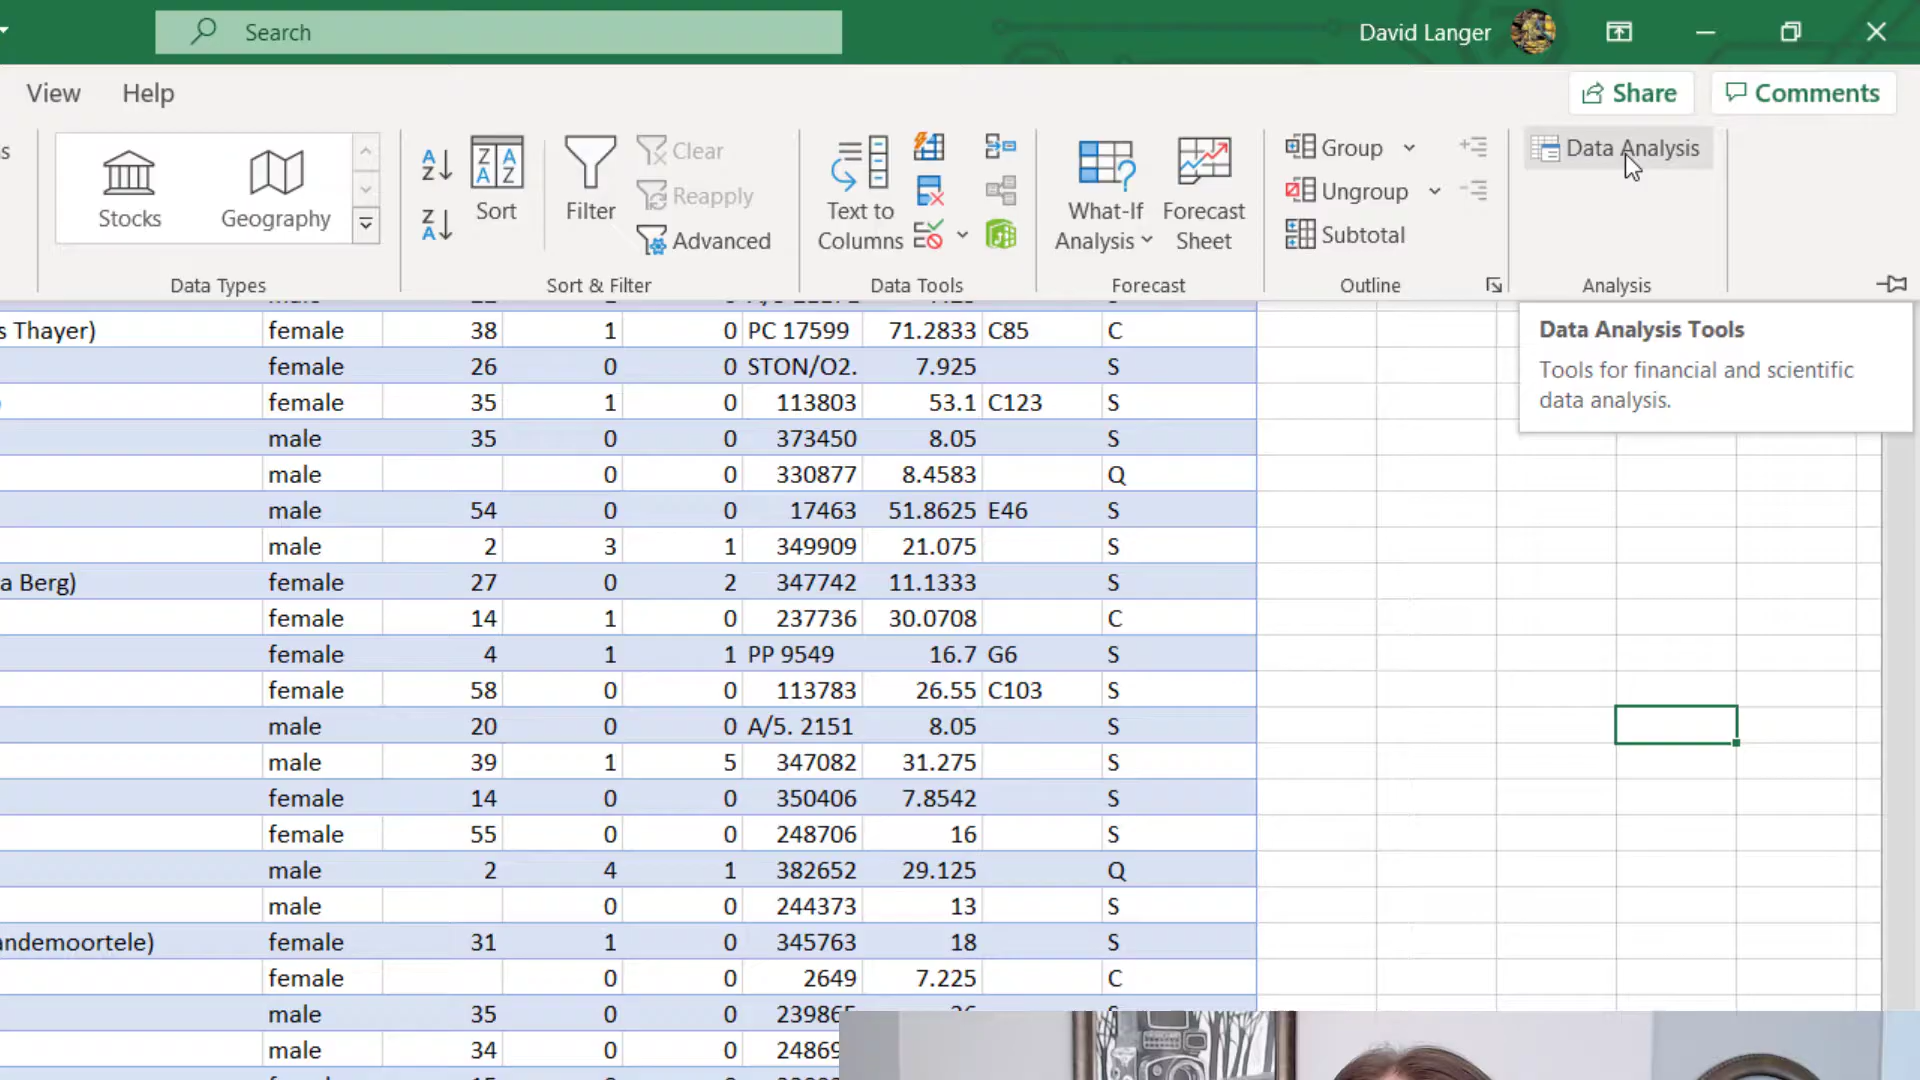 Search
David Langer
View Help
Share Comments
Stocks
Geography
Sort
Filter
Clear
Reapply
Advanced
Text to
Columns
What-If
Analysis
Forecast
Sheet
Group
Ungroup
Subtotal
Data Analysis
Data Types
Sort & Filter
Data Tools
Forecast
Outline
Analysis
Data Analysis Tools
Tools for financial and scientific
data analysis.
s Thayer) female 38 1 0 PC 17599 71.2833 C85 C
female 26 0 0 STON/O2. 7.925 S
female 35 1 0 113803 53.1 C123 S
male 35 0 0 373450 8.05 S
male 0 0 330877 8.4583 Q
male 54 0 0 17463 51.8625 E46 S
male 2 3 1 349909 21.075 S
a Berg) female 27 0 2 347742 11.1333 S
female 14 1 0 237736 30.0708 C
female 4 1 1 PP 9549 16.7 G6 S
female 58 0 0 113783 26.55 C103 S
male 20 0 0 A/5. 2151 8.05 S
male 39 1 5 347082 31.275 S
female 14 0 0 350406 7.8542 S
female 55 0 0 248706 16 S
male 2 4 1 382652 29.125 Q
male 0 0 244373 13 S
andemoortele) female 31 1 0 345763 18 S
female 0 0 2649 7.225 C
male 35 0 0 239865
male 34 0 0 24869